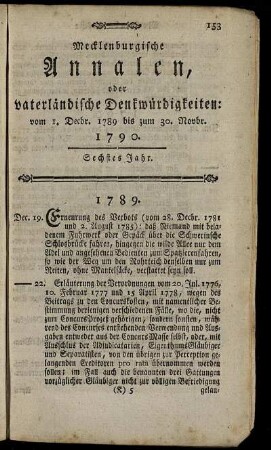 153
Mecklenburgische
Annalen,
oder
vaterländische Denkwürdigkeiten:
vom 1. Decbr. 1789 bis zum 30. Novbr.
1790.
Sechstes Jahr.
1789.
Dec. 19. Erneurung des Verbots (vom 28. Decbr. 1781
und 2. August 1785): daß Niemand mit bela-
denem Fuhrwerk oder Gepäck über die Schwerinsche
Schloßbrücke fahren, hingegen die wilde Allee nur dem
Adel und angesehenen Bedienten zum Spatzierenfahren,
so wie der Weg um den Rohrteich denselben nur zum
Reiten, ohne Mantelsäcke, verstattet seyn soll.
— 22. Erläuterung der Verordnungen vom 20. Jul. 1776,
10. Februar 1777 und 15 April 1778, wegen des
Beitrags zu den Concurskosten, mit namentlicher Be-
stimmung derjenigen verschiedenen Fälle, wo die, nicht
zum ConcursProzeß gehörigen, sondern sonsten, wäh-
rend des Concurses entstehenden Verwendung und Aus-
gaben entweder aus der ConcursMasse selbst, oder, mit
Ausschluß der Adjudicatarien, EigenthumsGläubiger
und Separatisten, von den übrigen zur Perception ge-
langenden Creditoren pro rata übernommen werden
sollen: im Fall auch die benannten drei Gattungen
vorzüglicher Gläubiger nicht zur völligen Befriedigung
(K) 5
gelan-